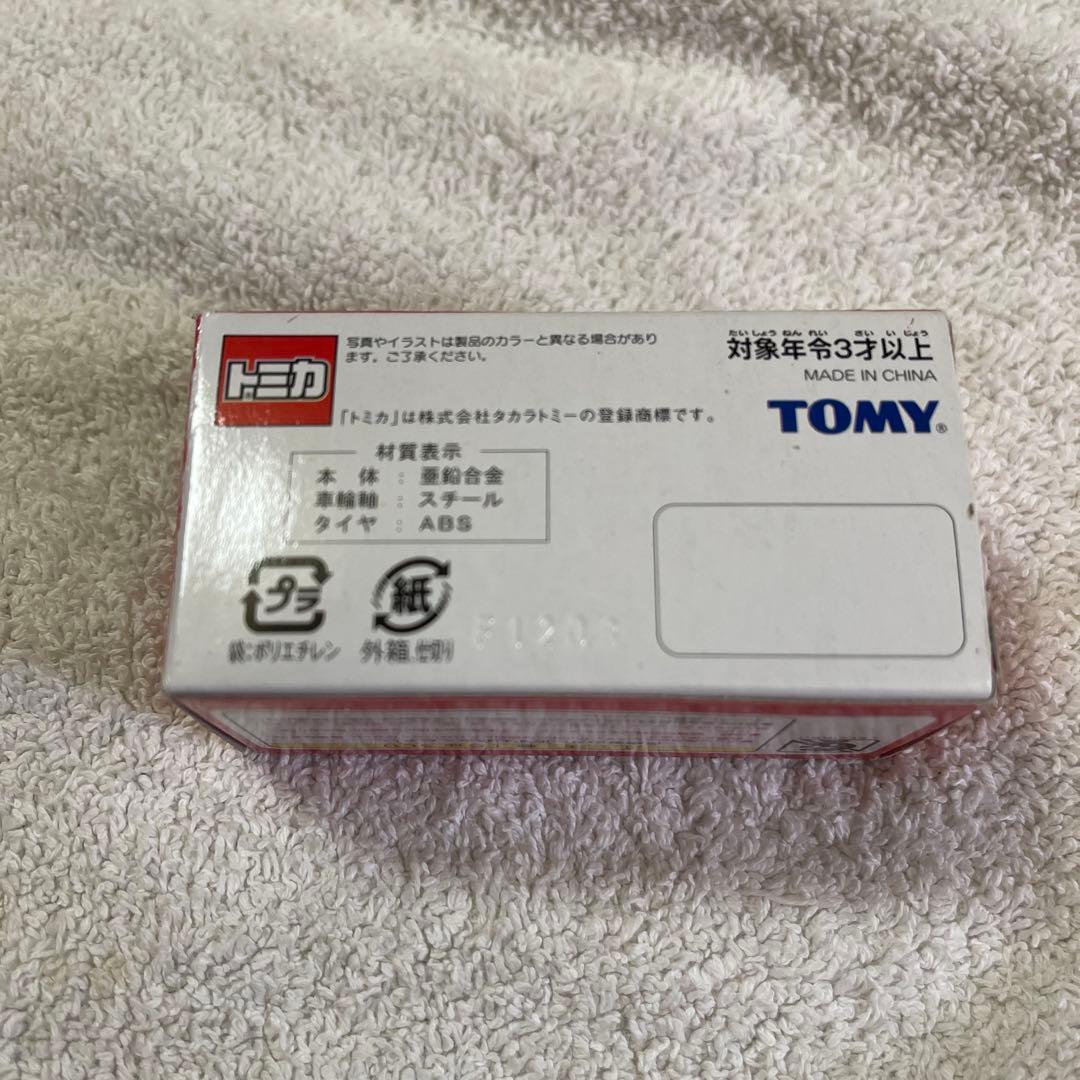 トミカ
写真やイラストは製品のカラーと異なる場合があり
ます。ご了承ください。
「トミカ」は株式会社タカラトミーの登録商標です。
たいしょう ねん れい さい い じょう
対象年令3才以上
MADE IN CHINA
TOMY®
材質表示
本 体 : 亜鉛合金
車輪軸 : スチール
タイヤ : ABS
プラ
袋:ポリエチレン
紙
外箱、仕切り